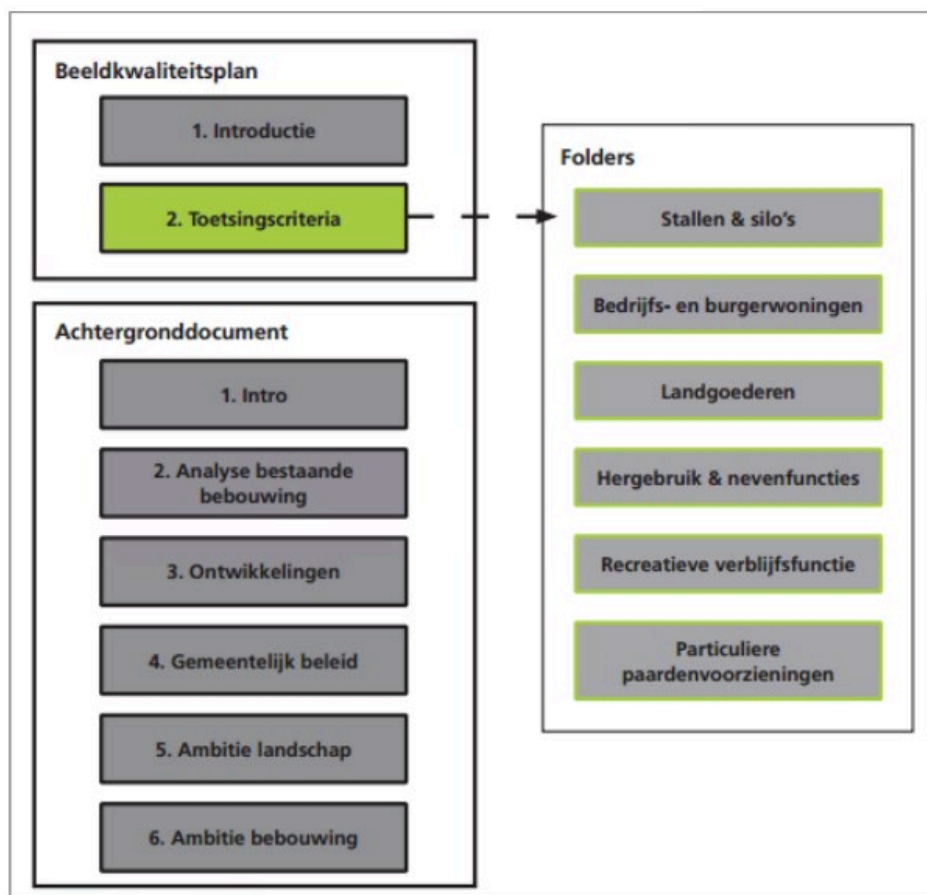 Beeldkwaliteitsplan
1. Introductie
2. Toetsingscriteria
Achtergronddocument
1. Intro
2. Analyse bestaande
bebouwing
3. Ontwikkelingen
4. Gemeentelijk beleid
5. Ambitie landschap
6. Ambitie bebouwing
Folders
Stallen & silo's
Bedrijfs- en burgerwoningen
Landgoederen
Hergebruik & nevenfuncties
Recreatieve verblijfsfunctie
Particuliere
paardenvoorzieningen